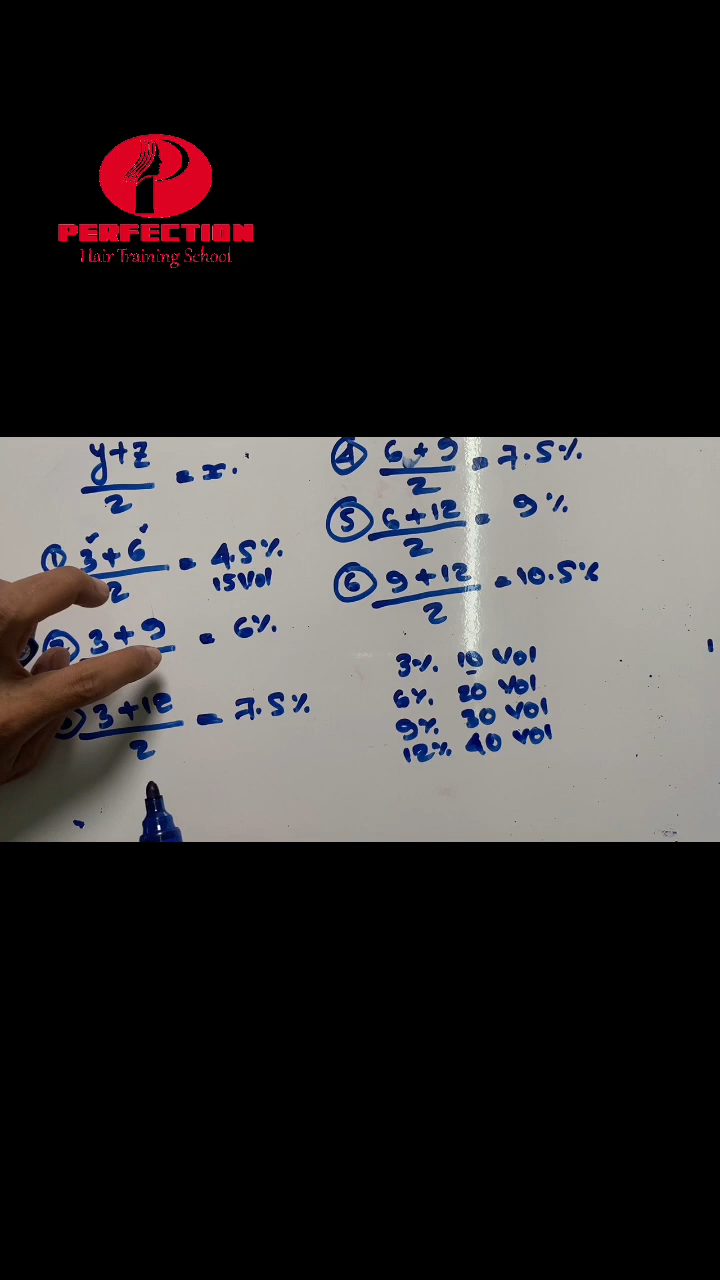 PERFECTION
Hair Training School
y+z
2
= x.
① 3+6
2
= 4.5%
15 Vol
3+9
= 6%
3+12
2
= 7.5%
④ 6+9
2
= 7.5%
⑤ 6+12
2
= 9%
⑥ 9+12
2
= 10.5%
3% 10 Vol
6% 20 Vol
9% 30 Vol
12% 40 Vol